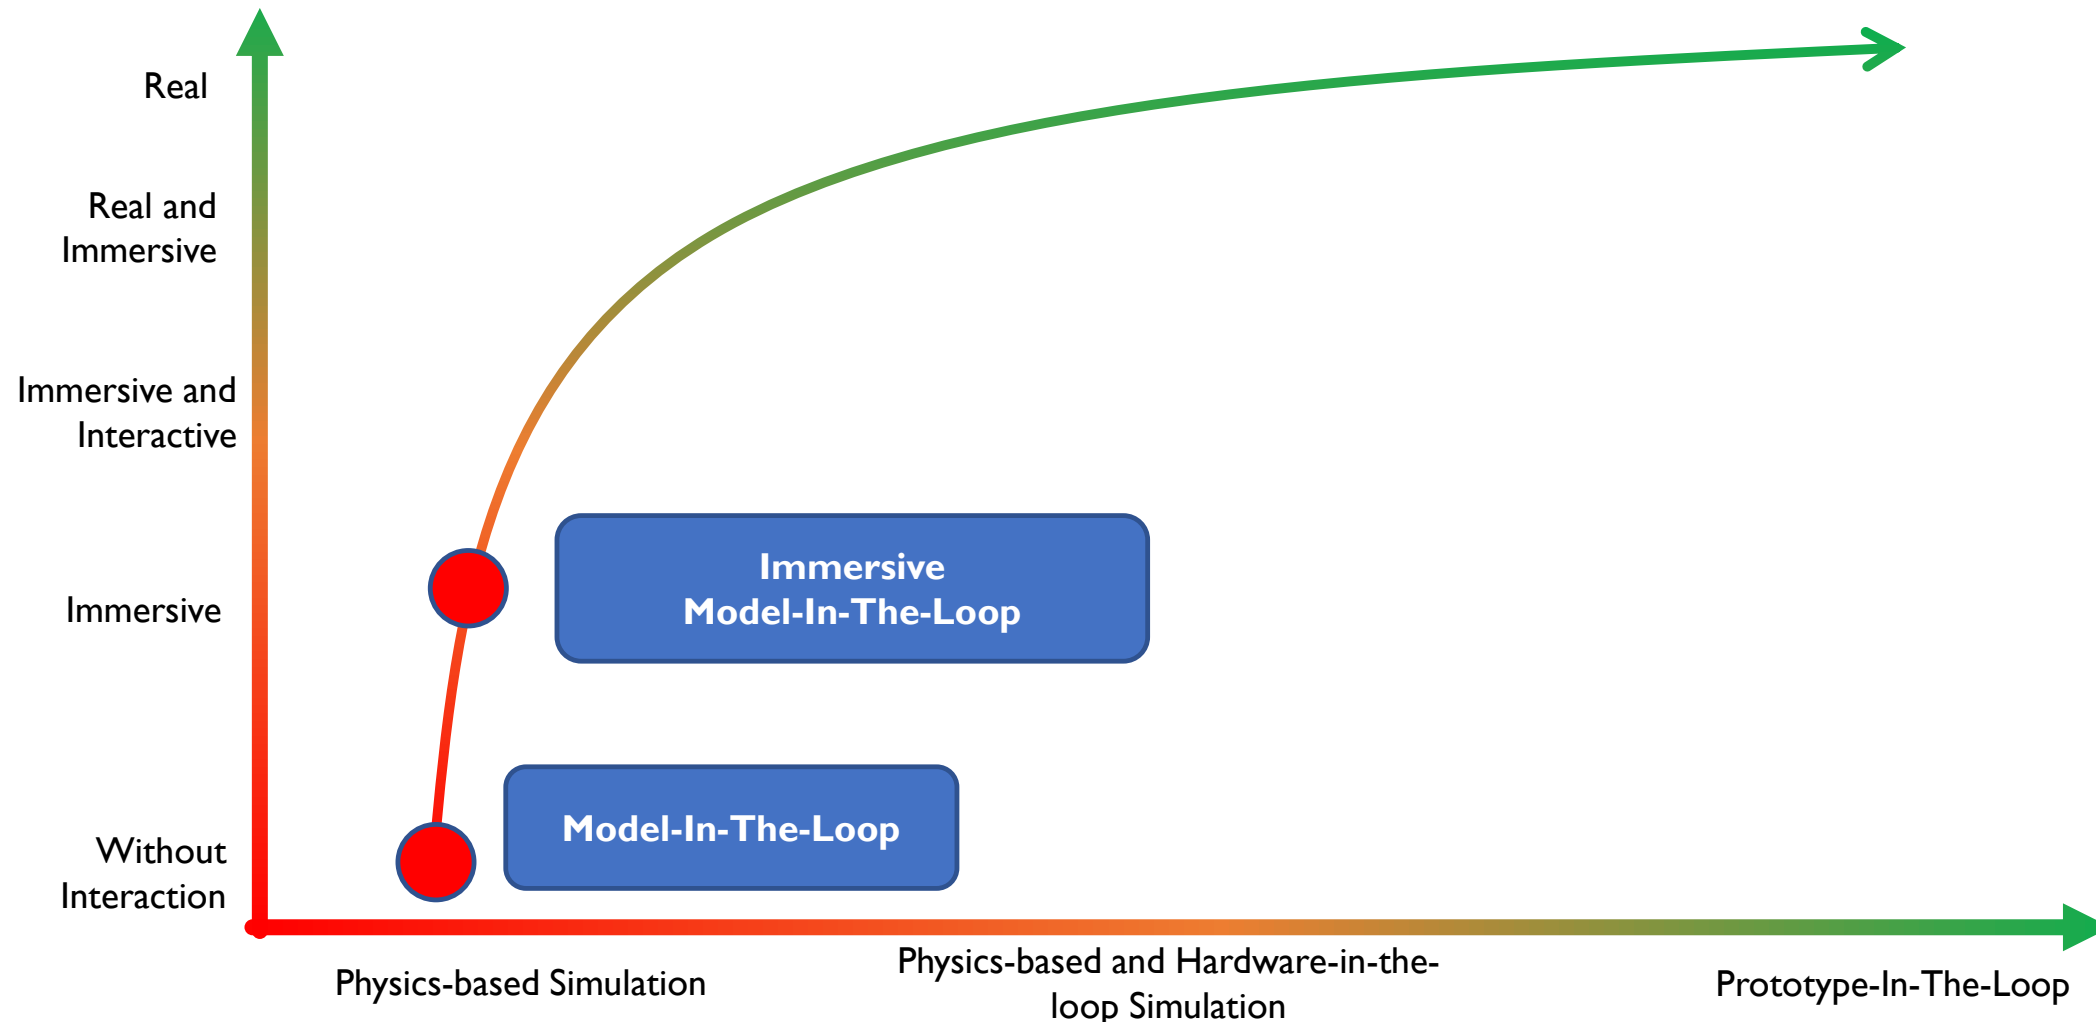 Real
Real and
Immersive
Immersive and
Interactive
Immersive
Model-In-The-Loop
Immersive
Model-In-The-Loop
Without
Interaction
Physics-based Simulation
Physics-based and Hardware-in-the-
loop Simulation
Prototype-In-The-Loop